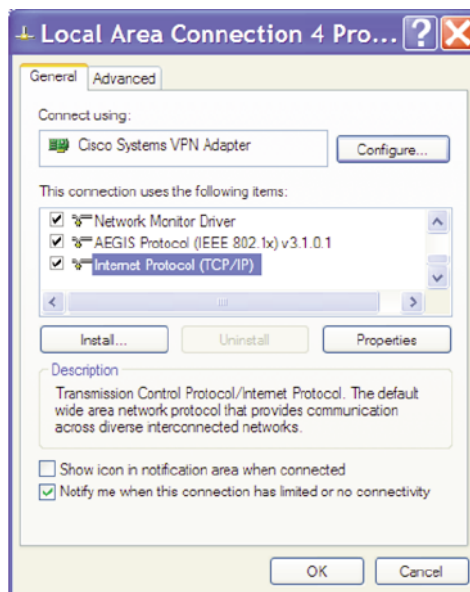 Local Area Connection 4 Pro...
General Advanced
Connect using:
Cisco Systems VPN Adapter Configure...
This connection uses the following items:
Network Monitor Driver
AEGIS Protocol (IEEE 802.1x) v3.1.0.1
Internet Protocol (TCP/IP)
Install... Uninstall Properties
Description
Transmission Control Protocol/Internet Protocol. The default
wide area network protocol that provides communication
across diverse interconnected networks.
Show icon in notification area when connected
Notify me when this connection has limited or no connectivity
OK Cancel